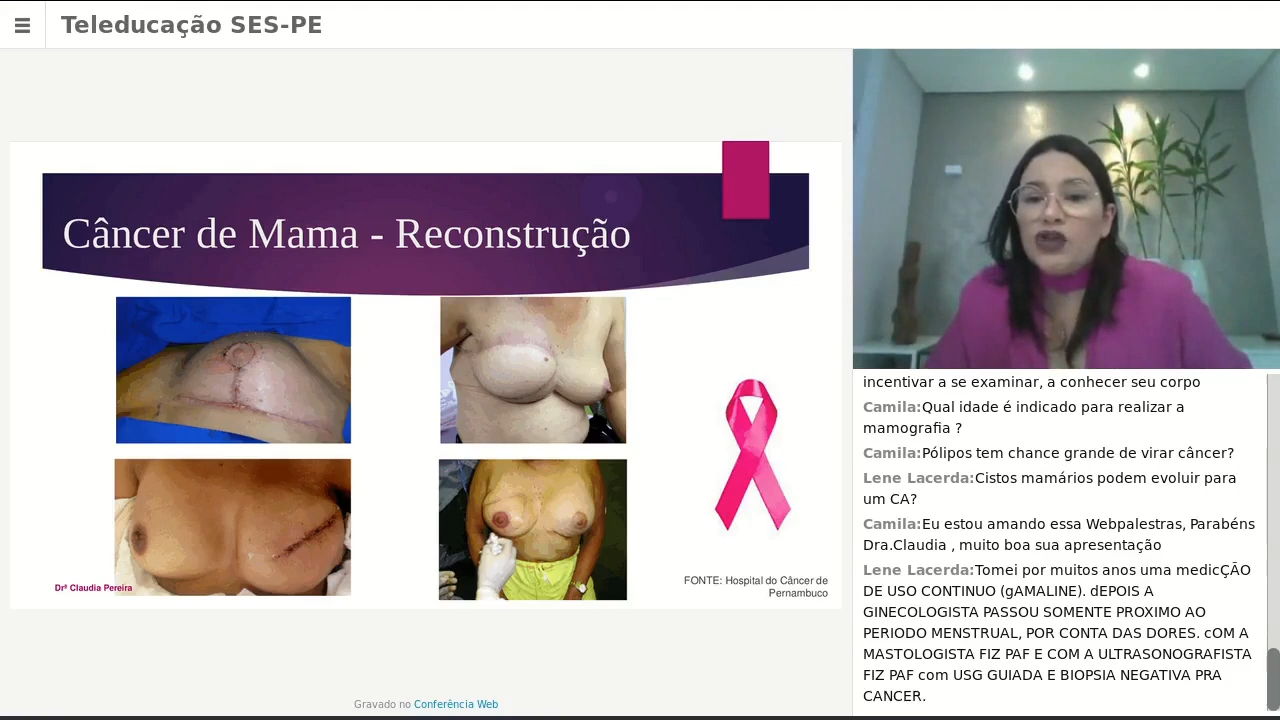 Teleducação SES-PE
Câncer de Mama - Reconstrução
Drª Claudia Pereira
FONTE: Hospital do Câncer de
Pernambuco
incentivar a se examinar, a conhecer seu corpo
Camila:Qual idade é indicado para realizar a
mamografia ?
Camila:Pólipos tem chance grande de virar câncer?
Lene Lacerda:Cistos mamários podem evoluir para
um CA?
Camila:Eu estou amando essa Webpalestras, Parabéns
Dra.Claudia , muito boa sua apresentação
Lene Lacerda:Tomei por muitos anos uma medicÇÃO
DE USO CONTINUO (gAMALINE). dEPOIS A
GINECOLOGISTA PASSOU SOMENTE PROXIMO AO
PERIODO MENSTRUAL, POR CONTA DAS DORES. cOM A
MASTOLOGISTA FIZ PAF E COM A ULTRASONOGRAFISTA
FIZ PAF com USG GUIADA E BIOPSIA NEGATIVA PRA
CANCER.
Gravado no Conferência Web